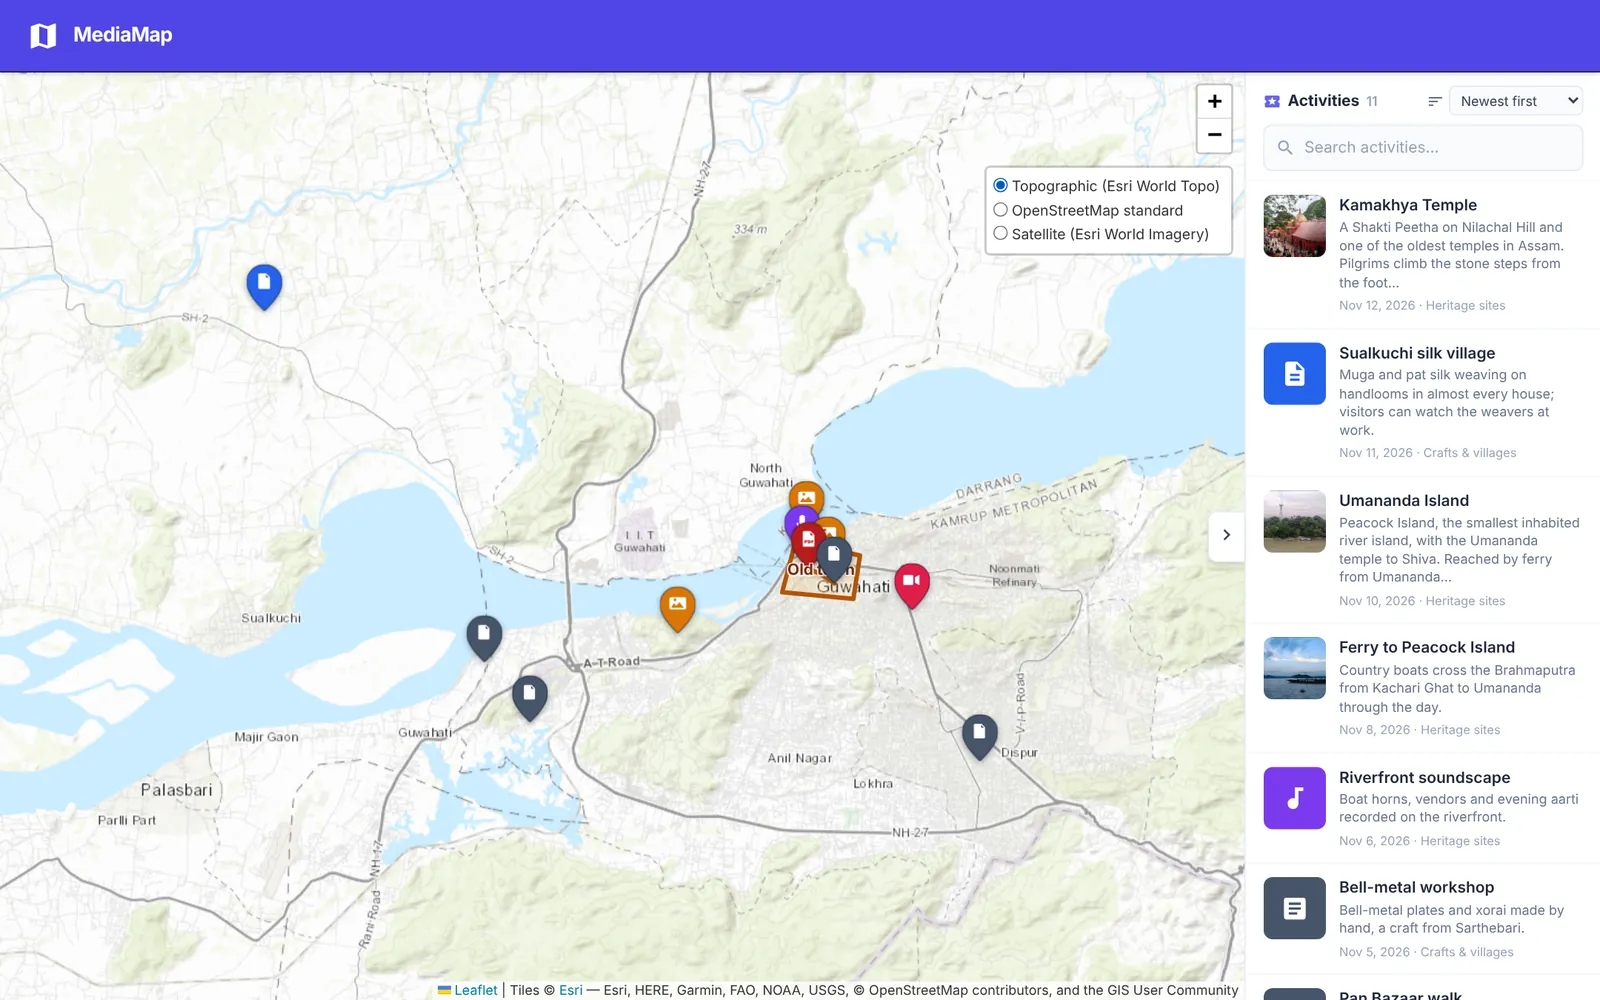 MediaMap
+
−
Topographic (Esri World Topo)
OpenStreetMap standard
Satellite (Esri World Imagery)
NH-27
334 m
SH-2
North
Guwahati
DARRANG
KAMRUP METROPOLITAN
I.I.T
Guwahati
SH-2
Noonmati
Refinary
Guwahati
Sualkuchi
A T Road
V-I-P-Road
Majir Gaon
Guwahati
Dispur
Anil Nagar
Palasbari
Lokhra
Parlli Part
NH-27
NH-17
Rani Road
Leaflet | Tiles © Esri — Esri, HERE, Garmin, FAO, NOAA, USGS, © OpenStreetMap contributors, and the GIS User Community
Activities 11
Newest first
Search activities...
Kamakhya Temple
A Shakti Peetha on Nilachal Hill and
one of the oldest temples in Assam.
Pilgrims climb the stone steps from
the foot...
Nov 12, 2026 · Heritage sites
Sualkuchi silk village
Muga and pat silk weaving on
handlooms in almost every house;
visitors can watch the weavers at
work.
Nov 11, 2026 · Crafts & villages
Umananda Island
Peacock Island, the smallest inhabited
river island, with the Umananda
temple to Shiva. Reached by ferry
from Umananda...
Nov 10, 2026 · Heritage sites
Ferry to Peacock Island
Country boats cross the Brahmaputra
from Kachari Ghat to Umananda
through the day.
Nov 8, 2026 · Heritage sites
Riverfront soundscape
Boat horns, vendors and evening aarti
recorded on the riverfront.
Nov 6, 2026 · Heritage sites
Bell-metal workshop
Bell-metal plates and xorai made by
hand, a craft from Sarthebari.
Nov 5, 2026 · Crafts & villages
Pan Bazaar walk